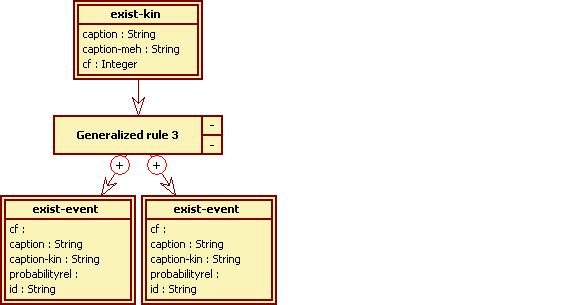 exist-kin
caption : String
caption-meh : String
cf : Integer
Generalized rule 3
-
-
+
+
exist-event
cf :
caption : String
caption-kin : String
probabilityrel :
id : String
exist-event
cf :
caption : String
caption-kin : String
probabilityrel :
id : String